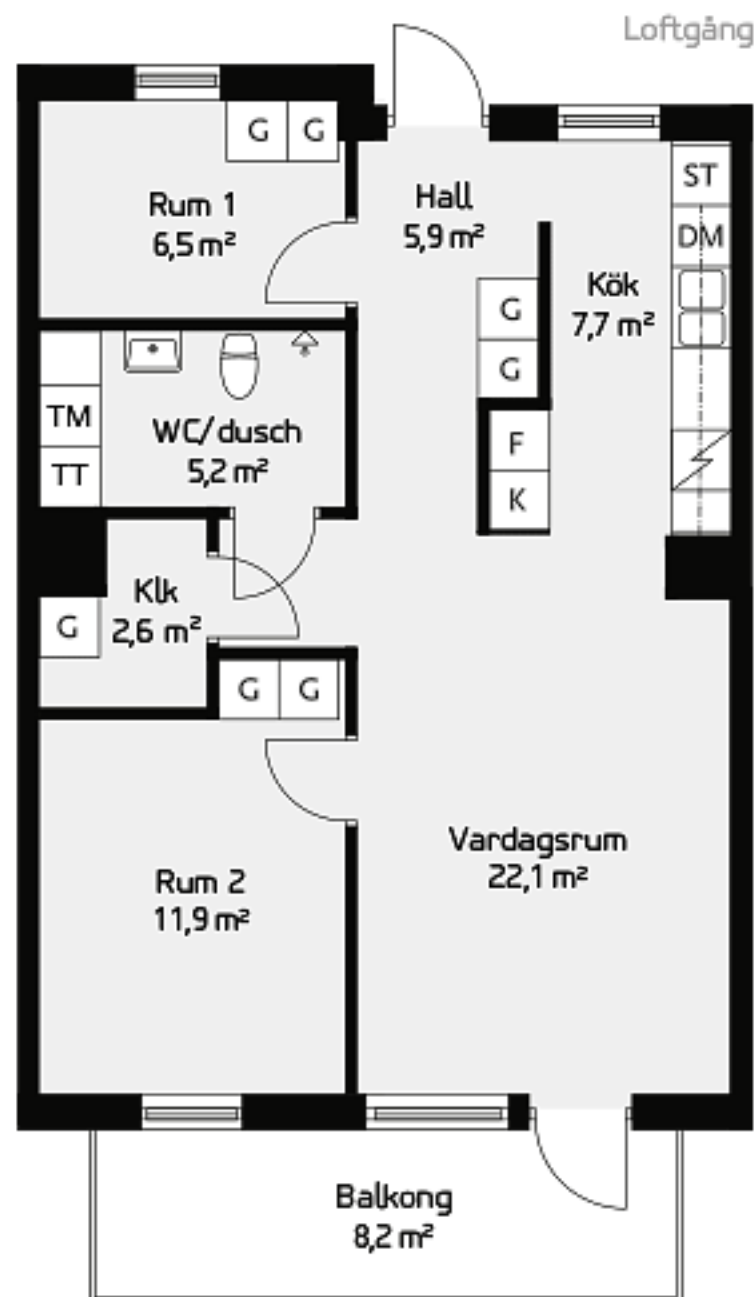 Loftgång
G G
Rum 1
6,5 m²
Hall
5,9 m²
ST
DM
Kök
7,7 m²
G
G
F
K
TM
TT
WC/dusch
5,2 m²
Klk
2,6 m²
G
G G
Rum 2
11,9 m²
Vardagsrum
22,1 m²
Balkong
8,2 m²